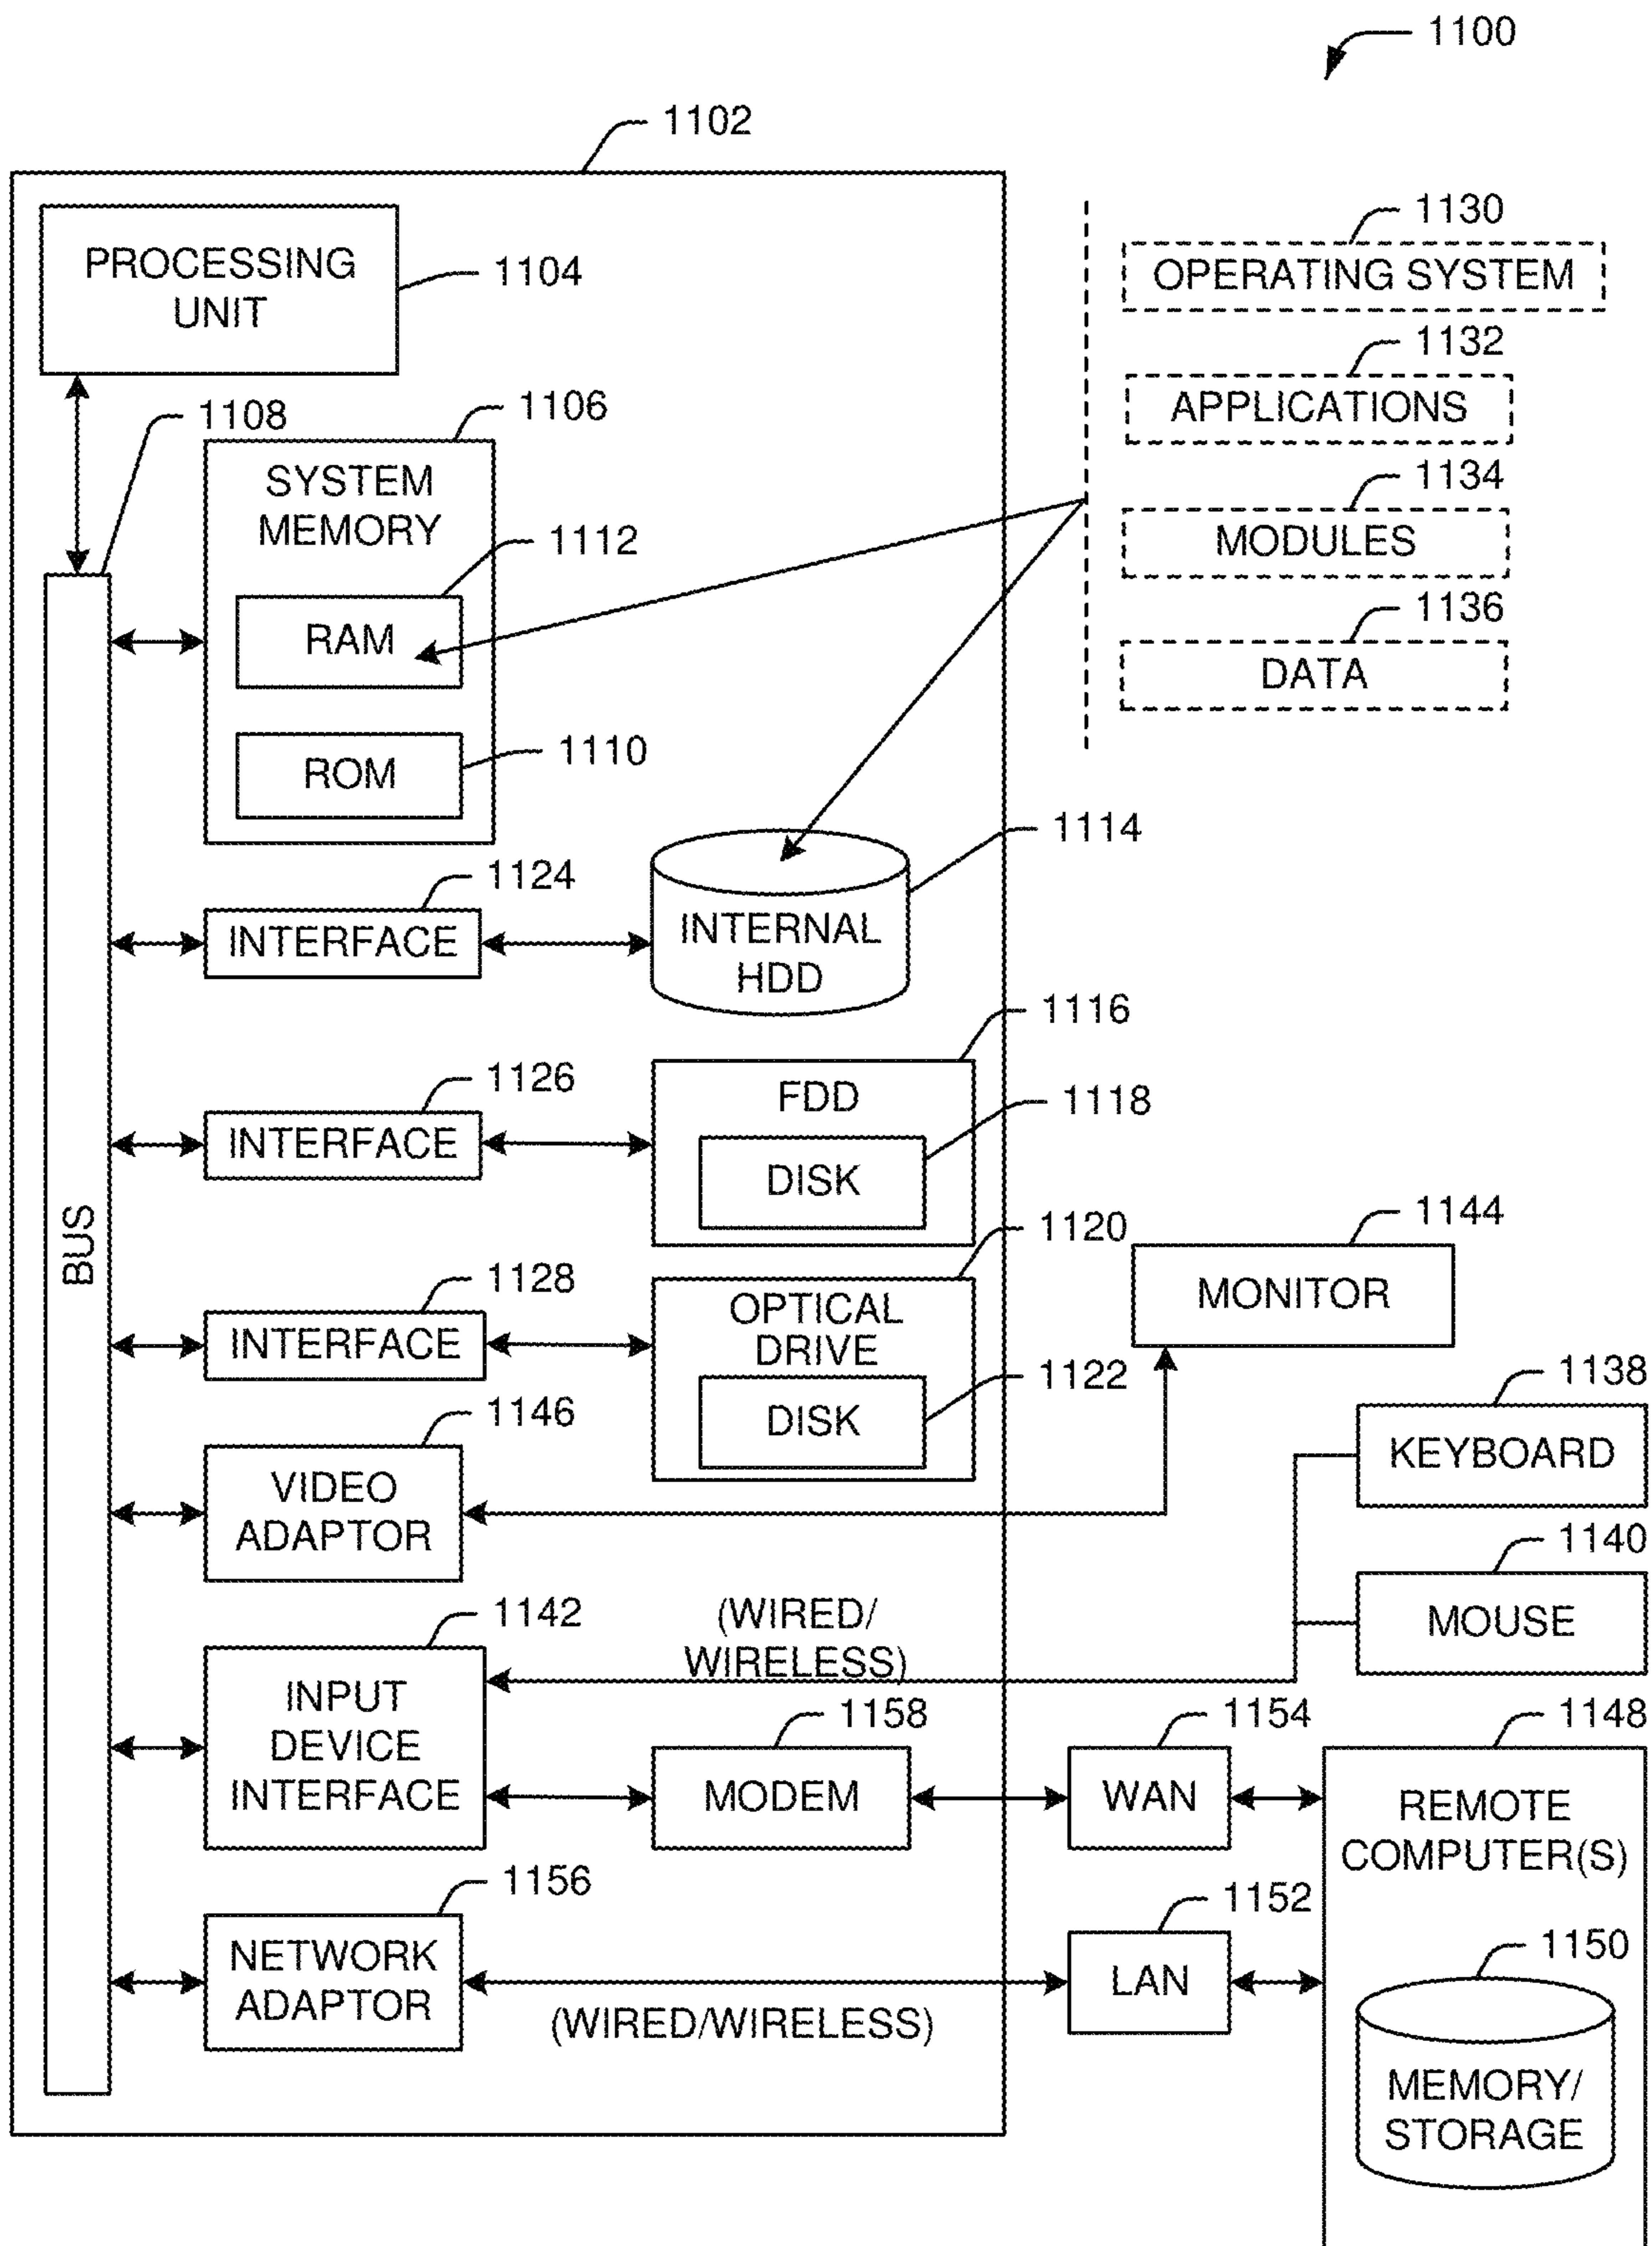 1100
1102
PROCESSING
UNIT
1104
1130
OPERATING SYSTEM
1132
APPLICATIONS
1134
MODULES
1136
DATA
1108
1106
SYSTEM
MEMORY
1112
RAM
1110
ROM
BUS
1124
INTERFACE
1114
INTERNAL
HDD
1126
INTERFACE
1116
FDD
1118
DISK
1128
INTERFACE
1120
OPTICAL
DRIVE
1122
DISK
1144
MONITOR
1146
VIDEO
ADAPTOR
1138
KEYBOARD
1140
MOUSE
1142
INPUT
DEVICE
INTERFACE
(WIRED/
WIRELESS)
1158
MODEM
1154
WAN
1148
REMOTE
COMPUTER(S)
1156
NETWORK
ADAPTOR
(WIRED/WIRELESS)
1152
LAN
1150
MEMORY/
STORAGE